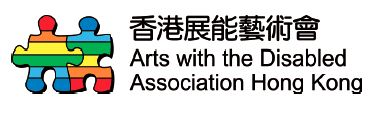 香港展能藝術會
Arts with the Disabled
Association Hong Kong